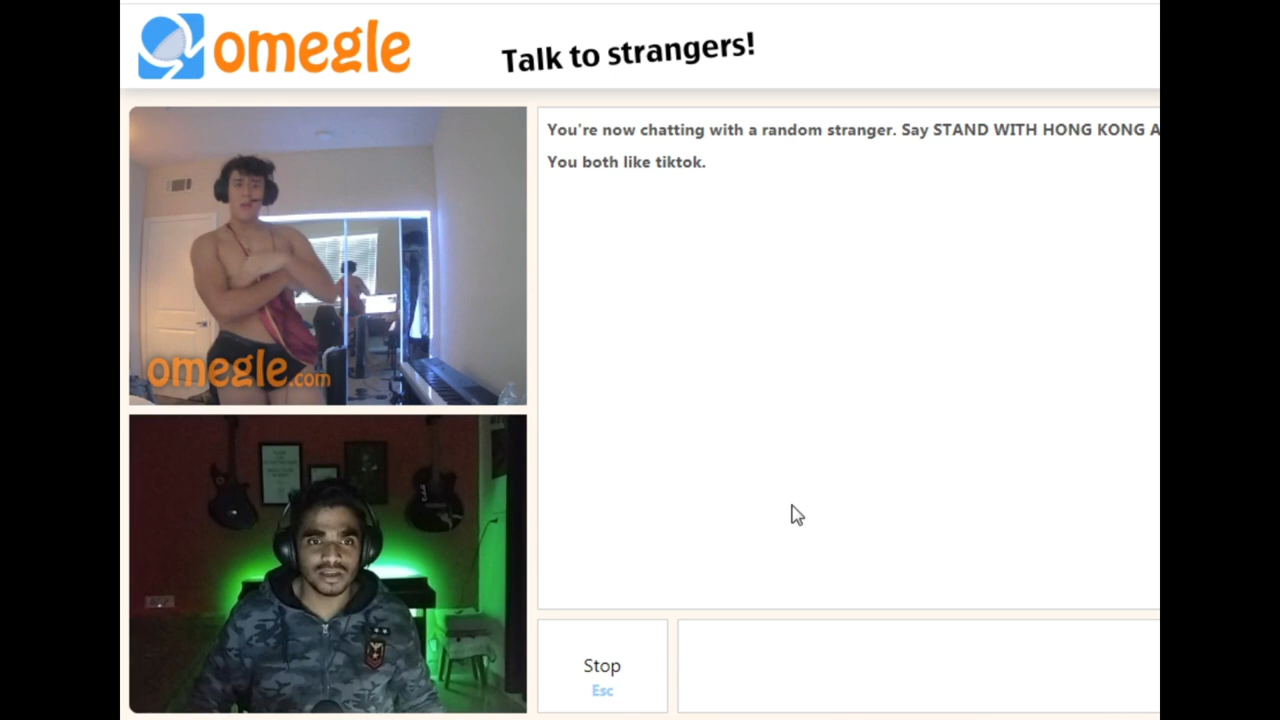 omegle
Talk to strangers!
You're now chatting with a random stranger. Say STAND WITH HONG KONG A
You both like tiktok.
omegle.com
Stop
Esc